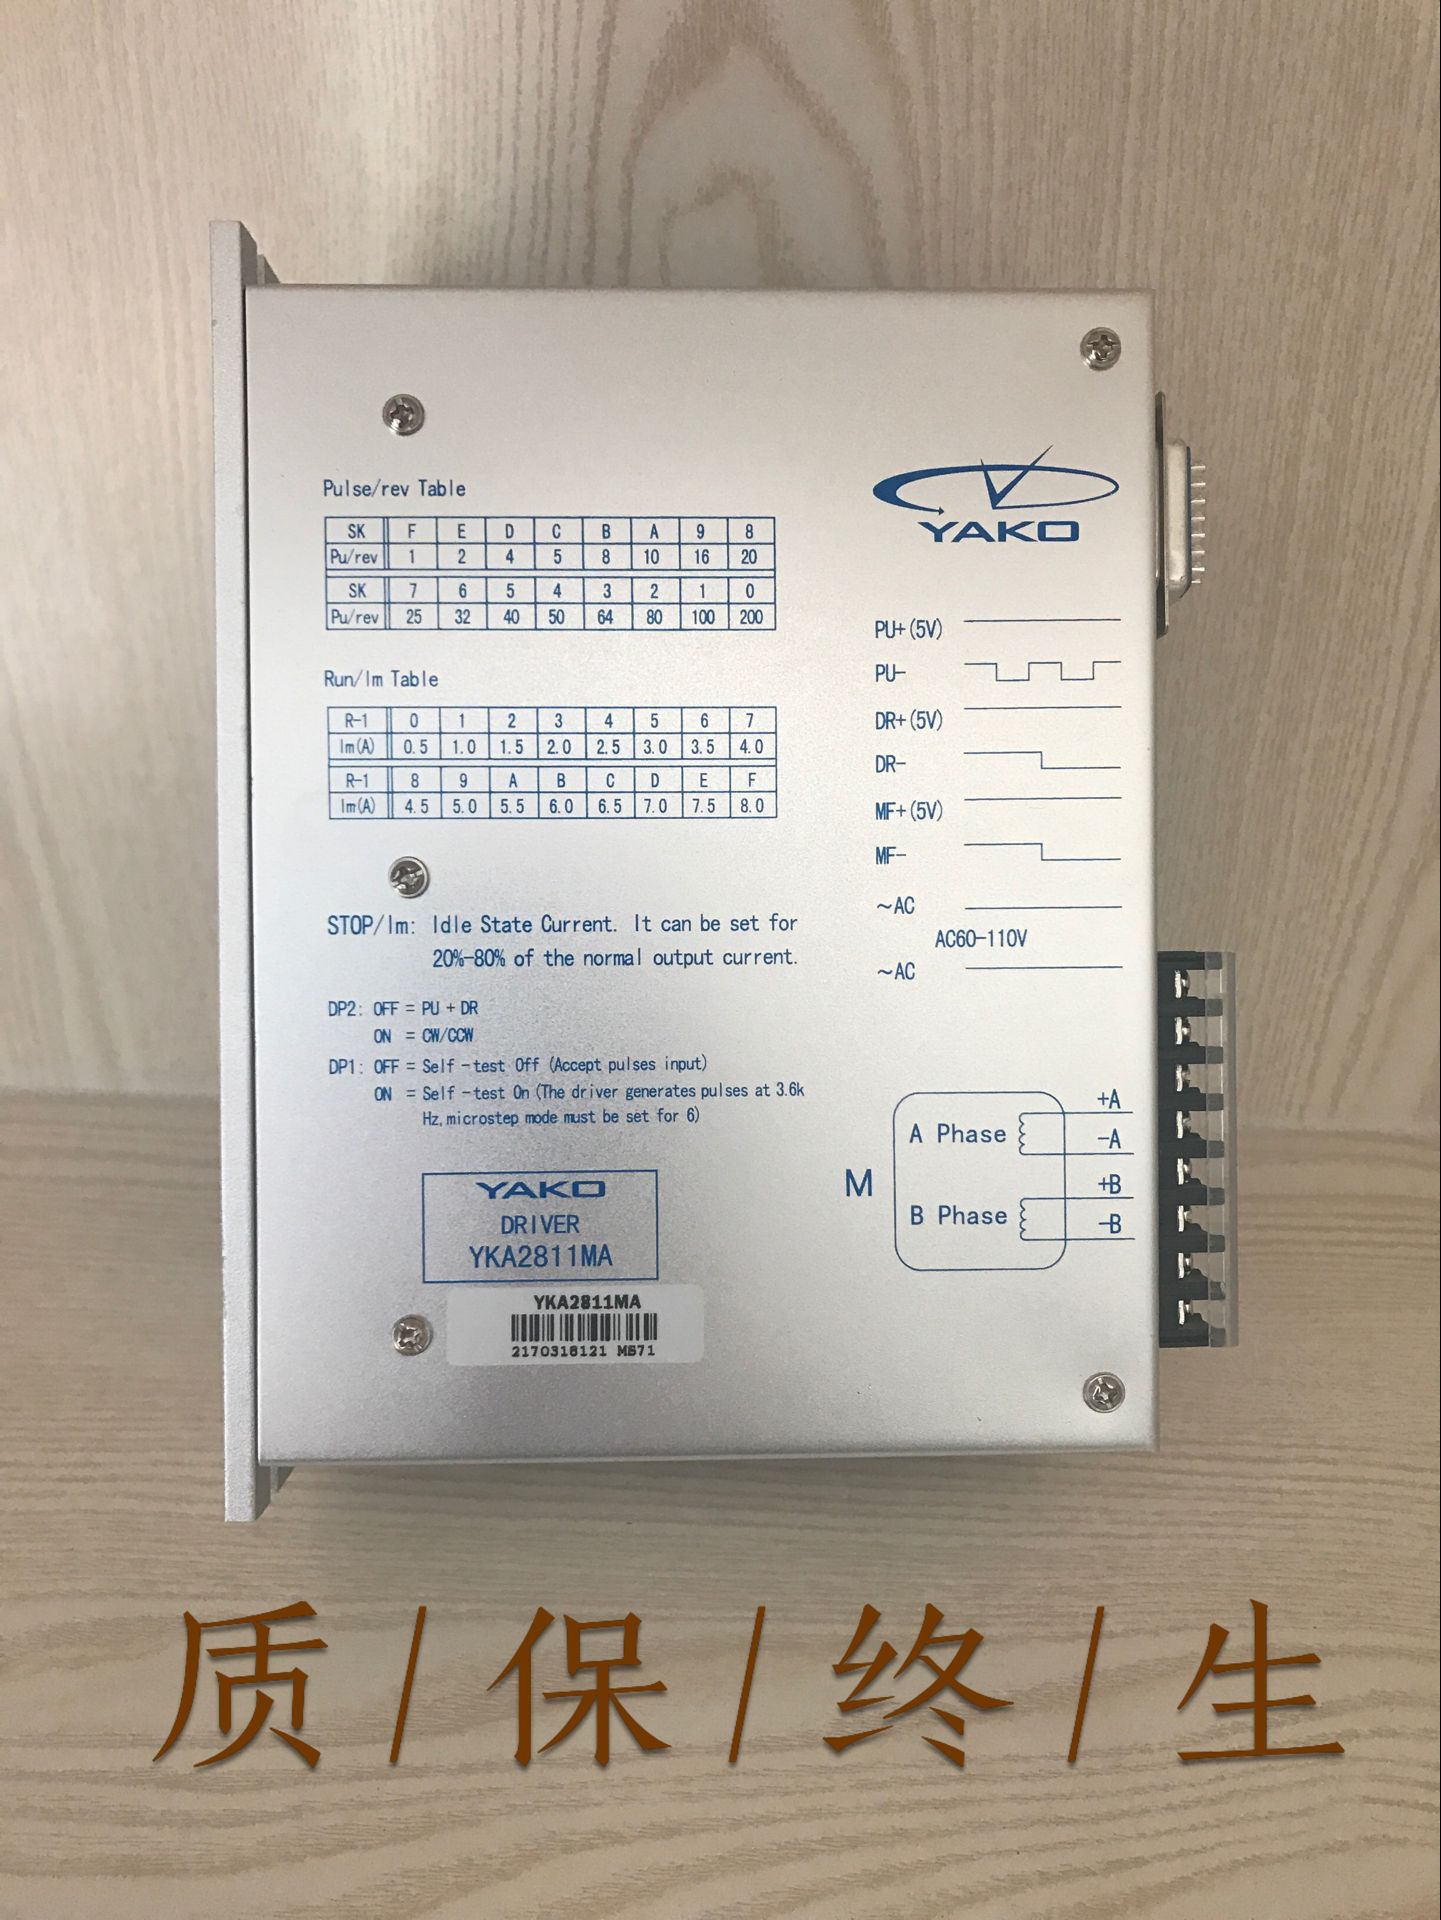 Pulse/rev Table
SK F E D C B A 9 8
Pu/rev 1 2 4 5 8 10 16 20
SK 7 6 5 4 3 2 1 0
Pu/rev 25 32 40 50 64 80 100 200
Run/Im Table
R-1 0 1 2 3 4 5 6 7
Im(A) 0.5 1.0 1.5 2.0 2.5 3.0 3.5 4.0
R-1 8 9 A B C D E F
Im(A) 4.5 5.0 5.5 6.0 6.5 7.0 7.5 8.0
STOP/Im: Idle State Current. It can be set for
20%-80% of the normal output current.
DP2: OFF = PU + DR
ON = CW/CCW
DP1: OFF = Self-test Off (Accept pulses input)
ON = Self-test On (The driver generates pulses at 3.6k
Hz, microstep mode must be set for 6)
YAKO
DRIVER
YKA2811MA
YKA2811MA
2170318121 MS71
YAKO
PU+(5V)
PU-
DR+(5V)
DR-
MF+(5V)
MF-
~AC
AC60-110V
~AC
M
A Phase
+A
-A
B Phase
+B
-B
质/保/终/生